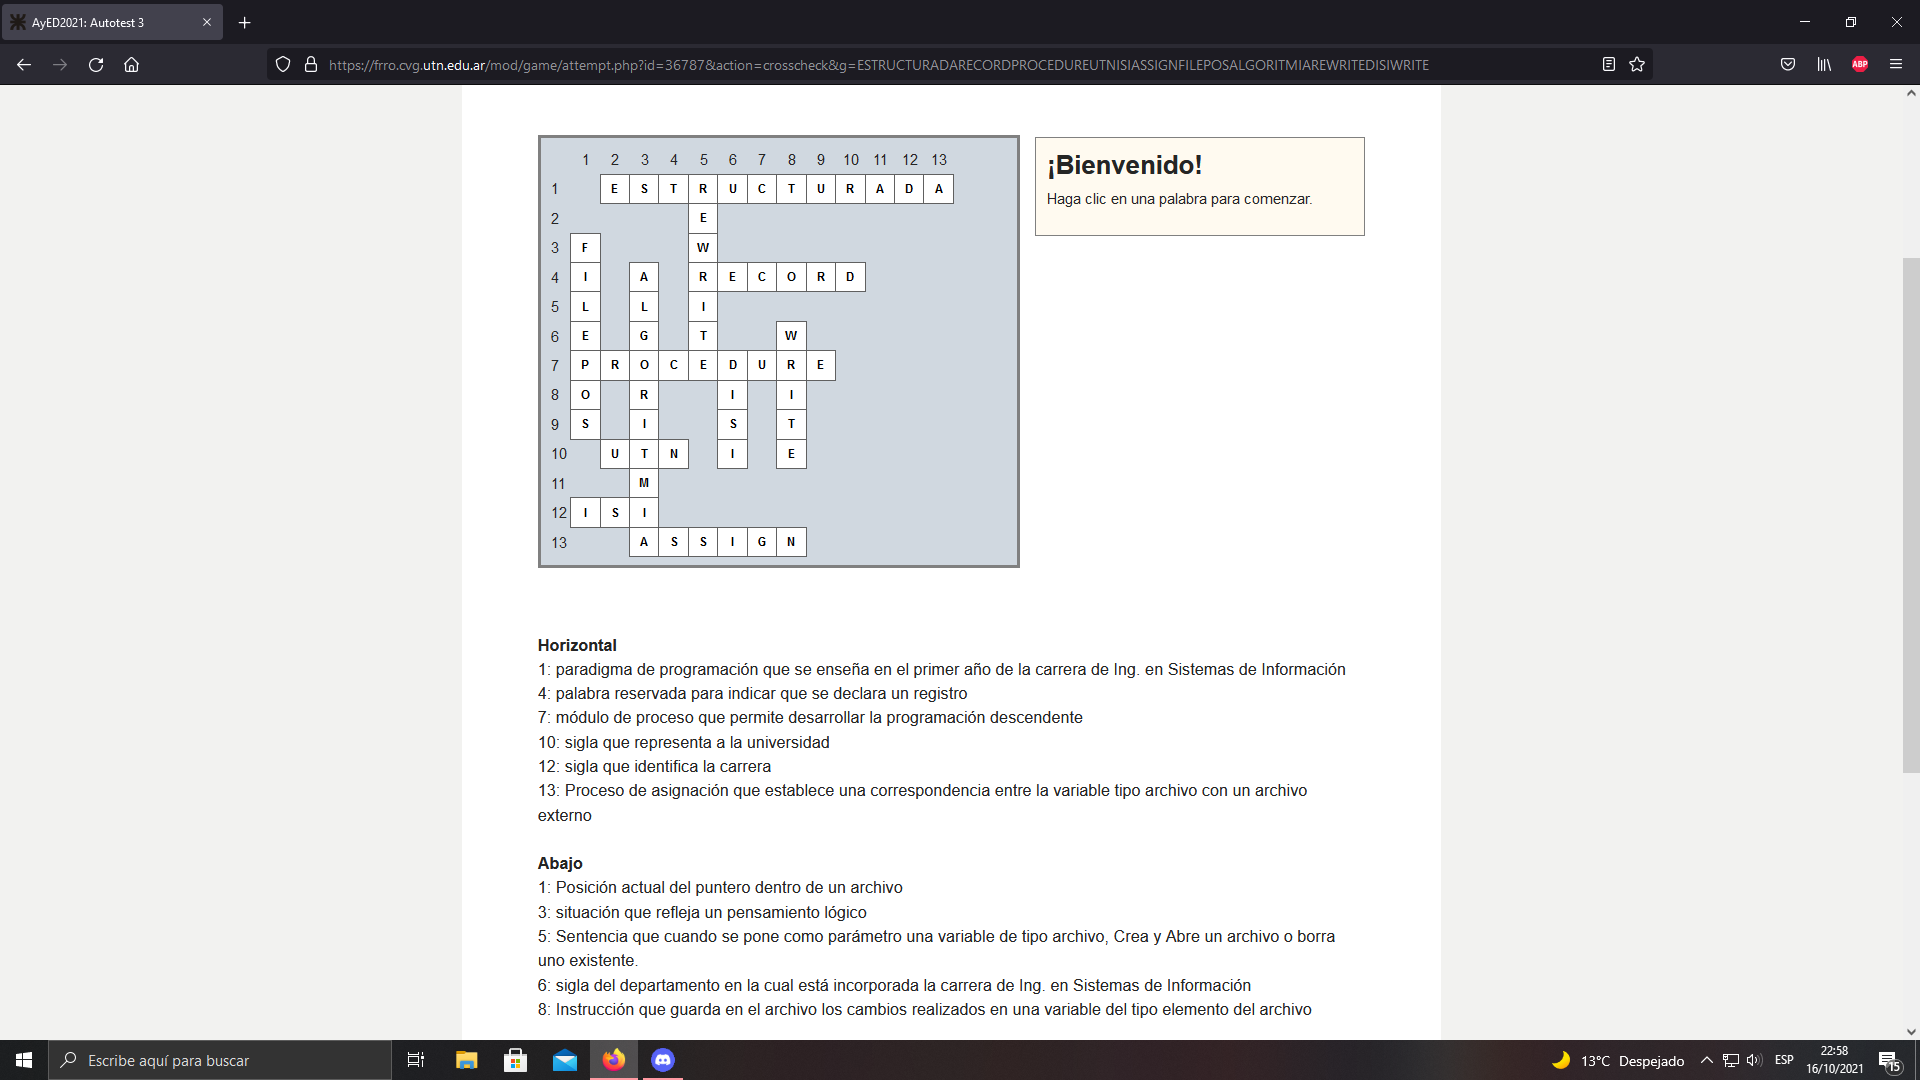 AyED2021: Autotest 3
https://frro.cvg.utn.edu.ar/mod/game/attempt.php?id=36787&action=crosscheck&g=ESTRUCTURADARECORDPROCEDUREUTNISIASSIGNFILEPOSALGORITMIAREWRITEDISIWRITE
ABP
1 2 3 4 5 6 7 8 9 10 11 12 13
1 E S T R U C T U R A D A
2 E
3 F W
4 I A R E C O R D
5 L L I
6 E G T W
7 P R O C E D U R E
8 O R I I
9 S I S T
10 U T N I E
11 M
12 I S I
13 A S S I G N
¡Bienvenido!
Haga clic en una palabra para comenzar.
Horizontal
1: paradigma de programación que se enseña en el primer año de la carrera de Ing. en Sistemas de Información
4: palabra reservada para indicar que se declara un registro
7: módulo de proceso que permite desarrollar la programación descendente
10: sigla que representa a la universidad
12: sigla que identifica la carrera
13: Proceso de asignación que establece una correspondencia entre la variable tipo archivo con un archivo
externo
Abajo
1: Posición actual del puntero dentro de un archivo
3: situación que refleja un pensamiento lógico
5: Sentencia que cuando se pone como parámetro una variable de tipo archivo, Crea y Abre un archivo o borra
uno existente.
6: sigla del departamento en la cual está incorporada la carrera de Ing. en Sistemas de Información
8: Instrucción que guarda en el archivo los cambios realizados en una variable del tipo elemento del archivo
Escribe aquí para buscar
13°C Despejado
ESP
22:58
16/10/2021
15